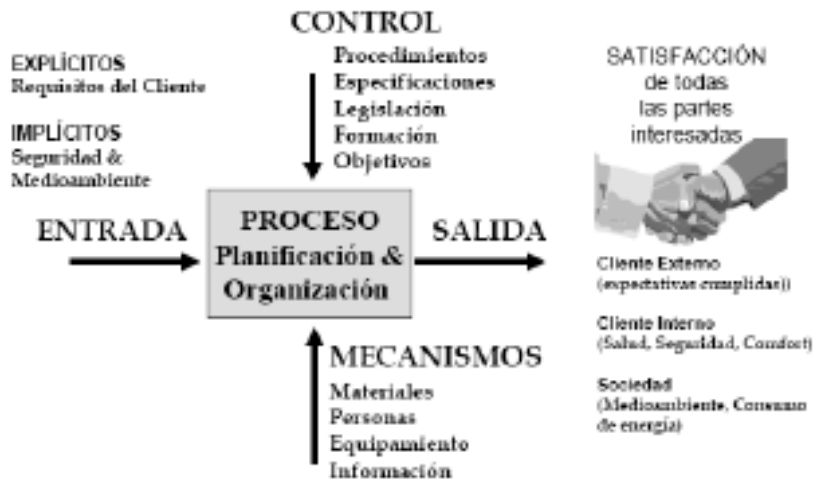 CONTROL
Procedimientos
Especificaciones
Legislación
Formación
Objetivos
EXPLÍCITOS
Requisitos del Cliente
IMPLÍCITOS
Seguridad &
Medioambiente
ENTRADA
PROCESO
Planificación &
Organización
SALIDA
MECANISMOS
Materiales
Personas
Equipamiento
Información
SATISFACCIÓN
de todas
las partes
interesadas
Cliente Externo
(expectativas cumplidas))
Cliente Interno
(Salud, Seguridad, Comfort)
Sociedad
(Medioambiente, Consumo
de energía)